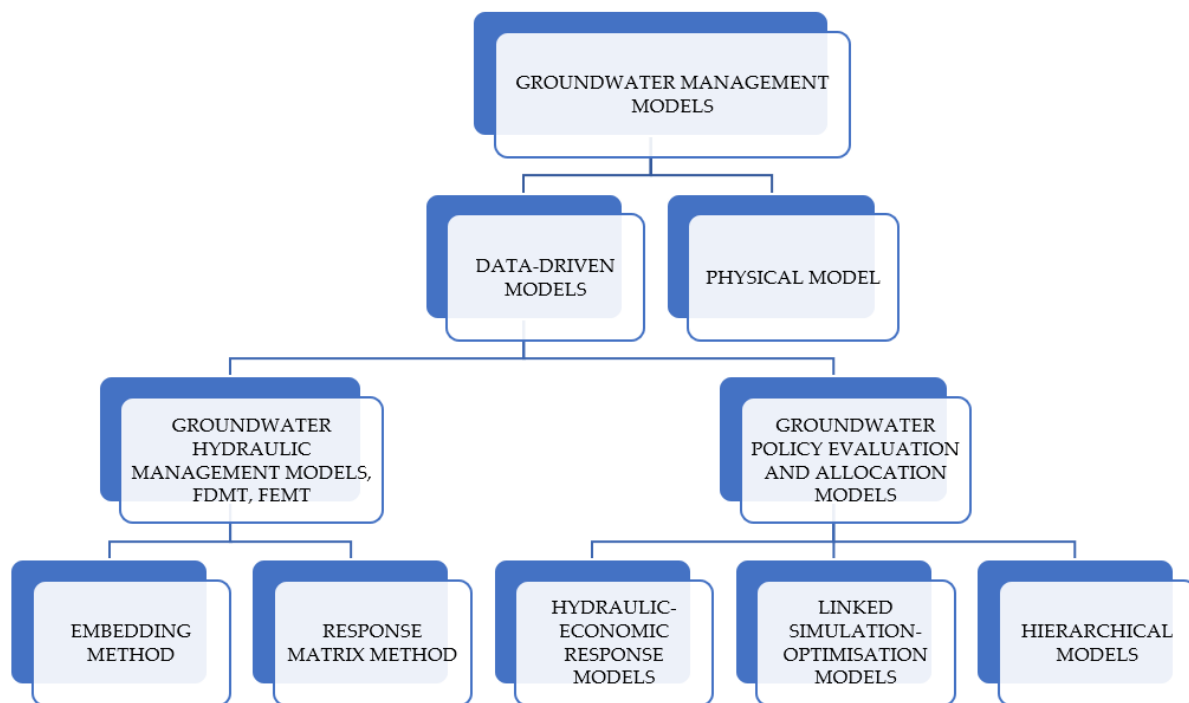 GROUNDWATER MANAGEMENT
MODELS
DATA-DRIVEN
MODELS
PHYSICAL MODEL
GROUNDWATER
HYDRAULIC
MANAGEMENT MODELS,
FDMT, FEMT
GROUNDWATER
POLICY EVALUATION
AND ALLOCATION
MODELS
EMBEDDING
METHOD
RESPONSE
MATRIX METHOD
HYDRAULIC-
ECONOMIC
RESPONSE
MODELS
LINKED
SIMULATION-
OPTIMISATION
MODELS
HIERARCHICAL
MODELS